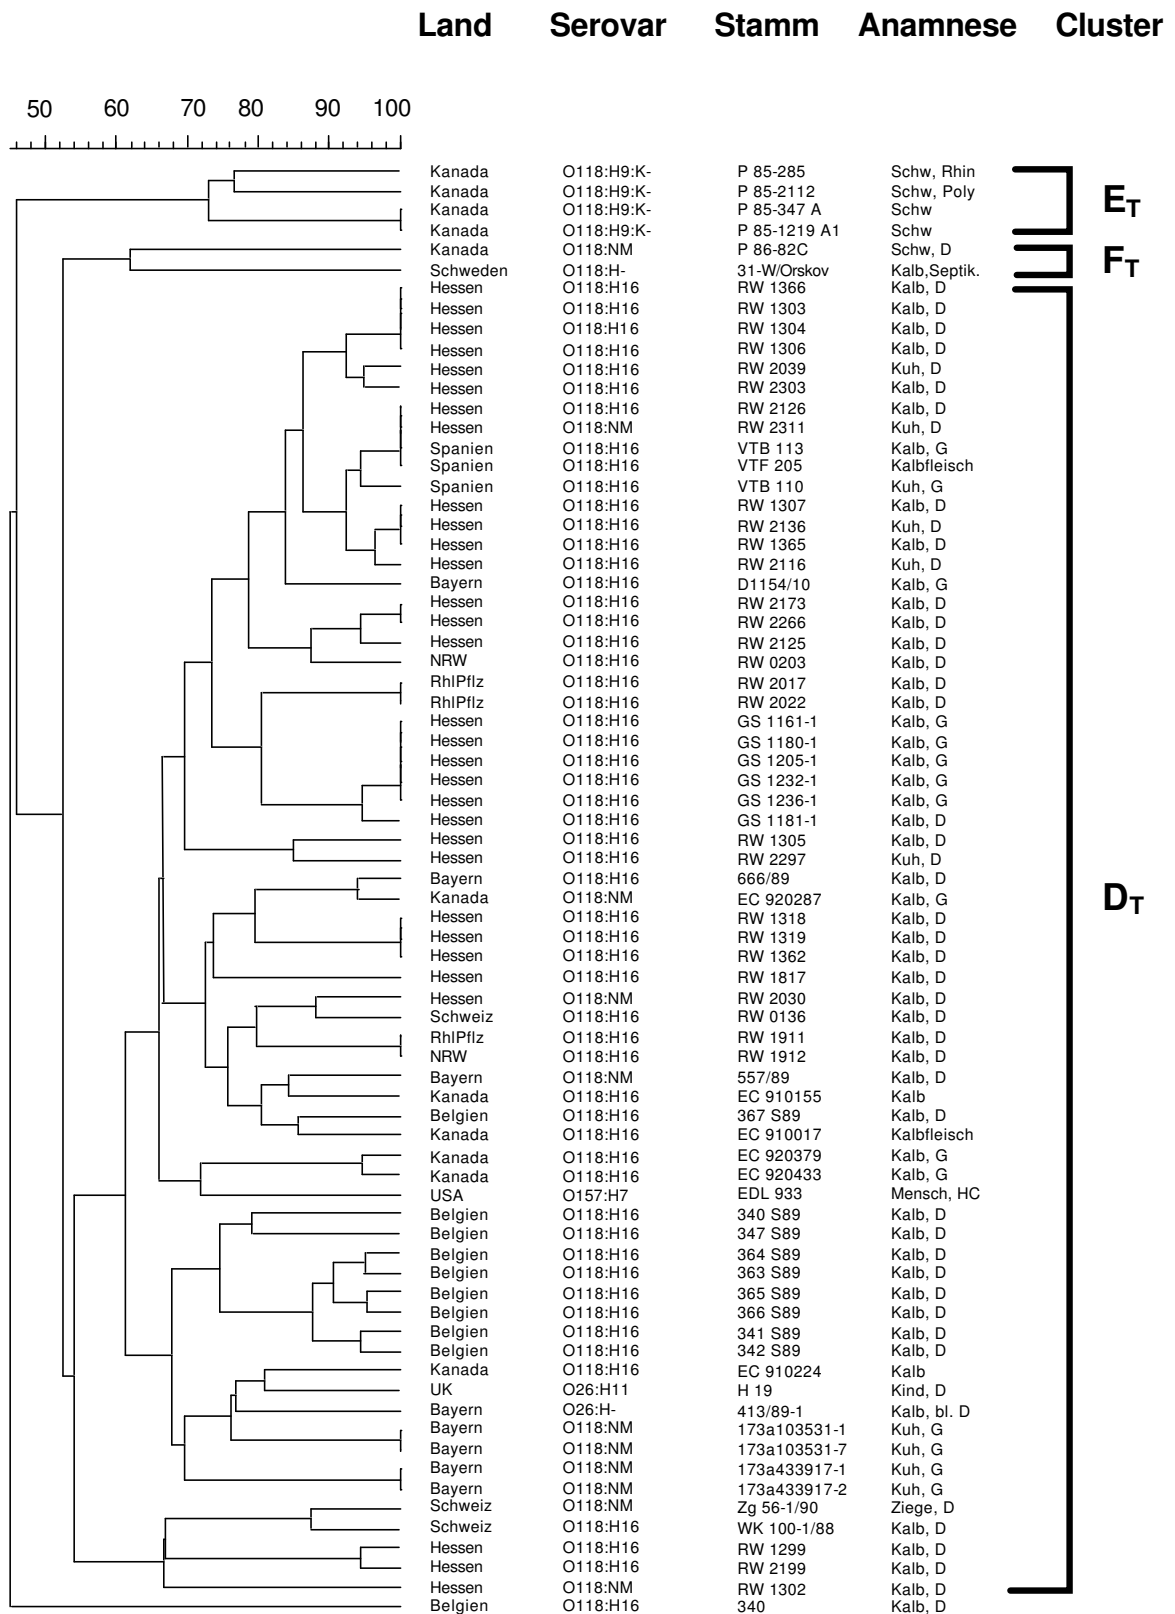 Land Serovar Stamm Anamnese Cluster
50 60 70 80 90 100
Kanada O118:H9:K- P 85-285 Schw, Rhin
Kanada O118:H9:K- P 85-2112 Schw, Poly
Kanada O118:H9:K- P 85-347 A Schw
Kanada O118:H9:K- P 85-1219 A1 Schw
ET
Kanada O118:NM P 86-82C Schw, D
Schweden O118:H- 31-W/Orskov Kalb,Septik.
FT
Hessen O118:H16 RW 1366 Kalb, D
Hessen O118:H16 RW 1303 Kalb, D
Hessen O118:H16 RW 1304 Kalb, D
Hessen O118:H16 RW 1306 Kalb, D
Hessen O118:H16 RW 2039 Kuh, D
Hessen O118:H16 RW 2303 Kalb, D
Hessen O118:H16 RW 2126 Kalb, D
Hessen O118:NM RW 2311 Kuh, D
Spanien O118:H16 VTB 113 Kalb, G
Spanien O118:H16 VTF 205 Kalbfleisch
Spanien O118:H16 VTB 110 Kuh, G
Hessen O118:H16 RW 1307 Kalb, D
Hessen O118:H16 RW 2136 Kuh, D
Hessen O118:H16 RW 1365 Kalb, D
Hessen O118:H16 RW 2116 Kuh, D
Bayern O118:H16 D1154/10 Kalb, G
Hessen O118:H16 RW 2173 Kalb, D
Hessen O118:H16 RW 2266 Kalb, D
Hessen O118:H16 RW 2125 Kalb, D
NRW O118:H16 RW 0203 Kalb, D
RhlPflz O118:H16 RW 2017 Kalb, D
RhlPflz O118:H16 RW 2022 Kalb, D
Hessen O118:H16 GS 1161-1 Kalb, G
Hessen O118:H16 GS 1180-1 Kalb, G
Hessen O118:H16 GS 1205-1 Kalb, G
Hessen O118:H16 GS 1232-1 Kalb, G
Hessen O118:H16 GS 1236-1 Kalb, G
Hessen O118:H16 GS 1181-1 Kalb, D
Hessen O118:H16 RW 1305 Kalb, D
Hessen O118:H16 RW 2297 Kuh, D
Bayern O118:H16 666/89 Kalb, D
Kanada O118:NM EC 920287 Kalb, G
DT
Hessen O118:H16 RW 1318 Kalb, D
Hessen O118:H16 RW 1319 Kalb, D
Hessen O118:H16 RW 1362 Kalb, D
Hessen O118:H16 RW 1817 Kalb, D
Hessen O118:NM RW 2030 Kalb, D
Schweiz O118:H16 RW 0136 Kalb, D
RhlPflz O118:H16 RW 1911 Kalb, D
NRW O118:H16 RW 1912 Kalb, D
Bayern O118:NM 557/89 Kalb, D
Kanada O118:H16 EC 910155 Kalb
Belgien O118:H16 367 S89 Kalb, D
Kanada O118:H16 EC 910017 Kalbfleisch
Kanada O118:H16 EC 920379 Kalb, G
Kanada O118:H16 EC 920433 Kalb, G
USA O157:H7 EDL 933 Mensch, HC
Belgien O118:H16 340 S89 Kalb, D
Belgien O118:H16 347 S89 Kalb, D
Belgien O118:H16 364 S89 Kalb, D
Belgien O118:H16 363 S89 Kalb, D
Belgien O118:H16 365 S89 Kalb, D
Belgien O118:H16 366 S89 Kalb, D
Belgien O118:H16 341 S89 Kalb, D
Belgien O118:H16 342 S89 Kalb, D
Kanada O118:H16 EC 910224 Kalb
UK O26:H11 H 19 Kind, D
Bayern O26:H- 413/89-1 Kalb, bl. D
Bayern O118:NM 173a103531-1 Kuh, G
Bayern O118:NM 173a103531-7 Kuh, G
Bayern O118:NM 173a433917-1 Kuh, G
Bayern O118:NM 173a433917-2 Kuh, G
Schweiz O118:NM Zg 56-1/90 Ziege, D
Schweiz O118:H16 WK 100-1/88 Kalb, D
Hessen O118:H16 RW 1299 Kalb, D
Hessen O118:H16 RW 2199 Kalb, D
Hessen O118:NM RW 1302 Kalb, D
Belgien O118:H16 340 Kalb, D